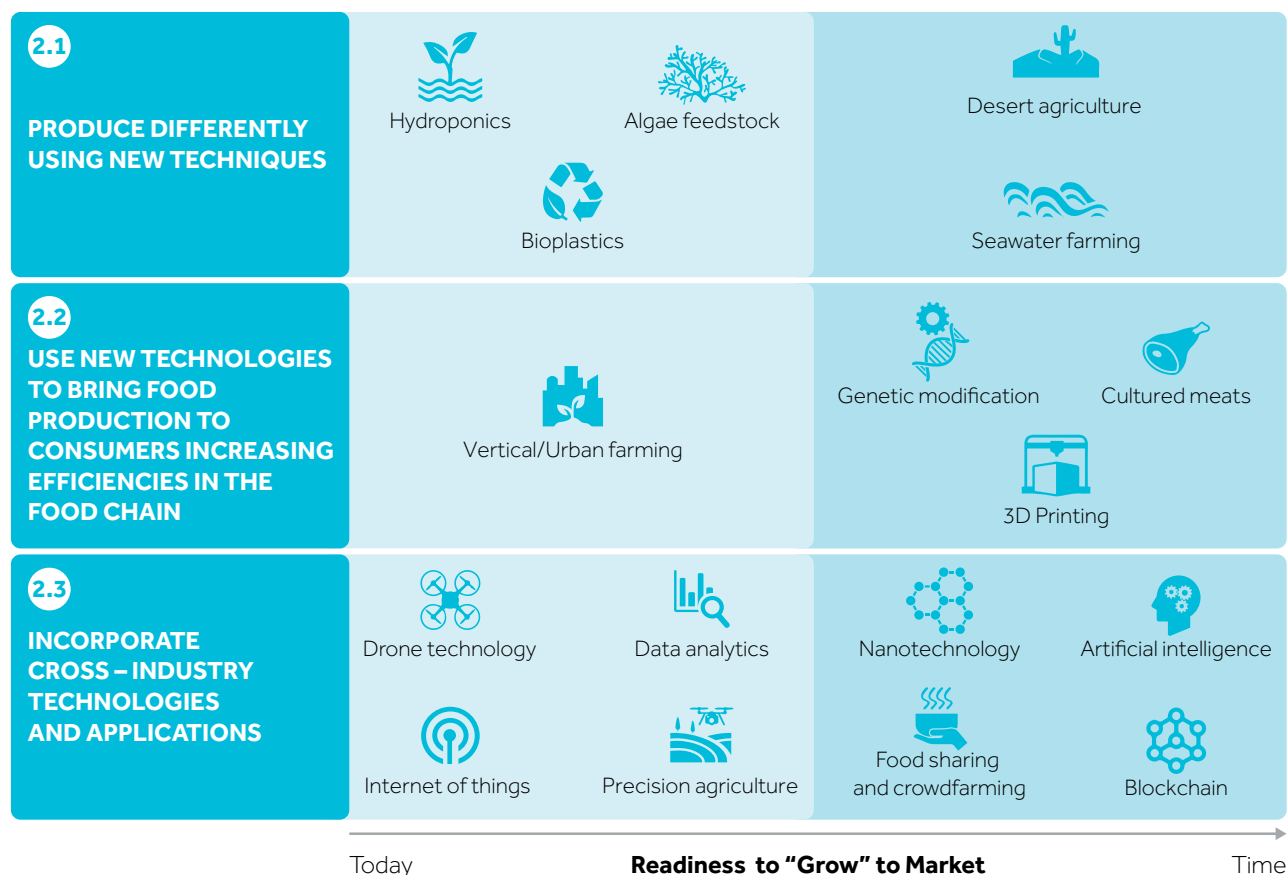 2.1
PRODUCE DIFFERENTLY
USING NEW TECHNIQUES
Hydroponics
Algae feedstock
Bioplastics
Desert agriculture
Seawater farming
2.2
USE NEW TECHNOLOGIES
TO BRING FOOD
PRODUCTION TO
CONSUMERS INCREASING
EFFICIENCIES IN THE
FOOD CHAIN
Vertical/Urban farming
Genetic modification
Cultured meats
3D Printing
2.3
INCORPORATE
CROSS – INDUSTRY
TECHNOLOGIES
AND APPLICATIONS
Drone technology
Data analytics
Internet of things
Precision agriculture
Nanotechnology
Artificial intelligence
Food sharing
and crowdfarming
Blockchain
Today
Readiness to “Grow” to Market
Time